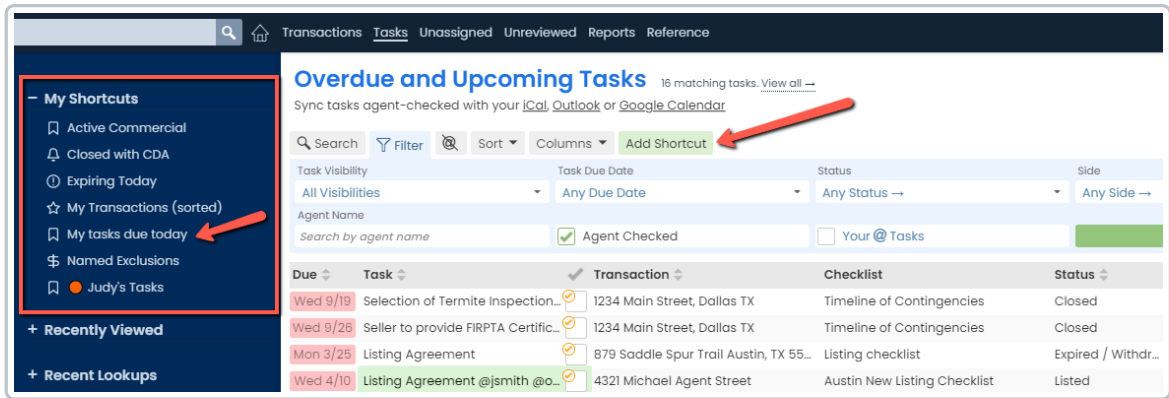 Transactions Tasks Unassigned Unreviewed Reports Reference
− My Shortcuts
Active Commercial
Closed with CDA
Expiring Today
My Transactions (sorted)
My tasks due today
Named Exclusions
Judy's Tasks
+ Recently Viewed
+ Recent Lookups
Overdue and Upcoming Tasks 16 matching tasks. View all →
Sync tasks agent-checked with your iCal, Outlook or Google Calendar
Search Filter Sort Columns Add Shortcut
Task Visibility Task Due Date Status Side
All Visibilities Any Due Date Any Status → Any Side →
Agent Name
Search by agent name Agent Checked Your @ Tasks
Due Task Transaction Checklist Status
Wed 9/19 Selection of Termite Inspection... 1234 Main Street, Dallas TX Timeline of Contingencies Closed
Wed 9/26 Seller to provide FIRPTA Certific... 1234 Main Street, Dallas TX Timeline of Contingencies Closed
Mon 3/25 Listing Agreement 879 Saddle Spur Trail Austin, TX 55... Listing checklist Expired / Withdr...
Wed 4/10 Listing Agreement @jsmith @o... 4321 Michael Agent Street Austin New Listing Checklist Listed